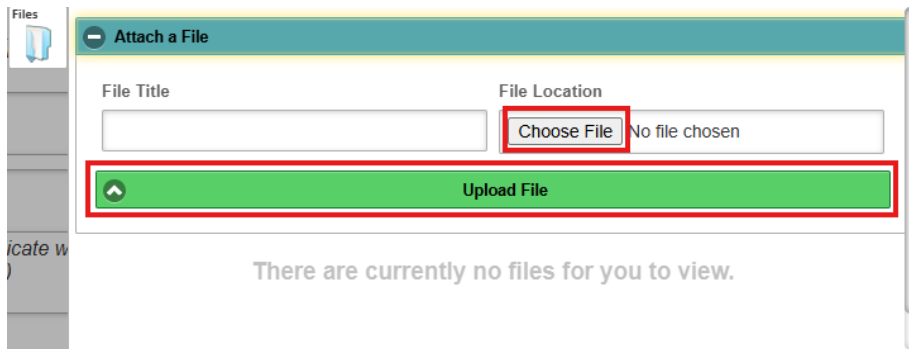 Files
Attach a File
File Title
File Location
Choose File No file chosen
Upload File
icate w
)
There are currently no files for you to view.